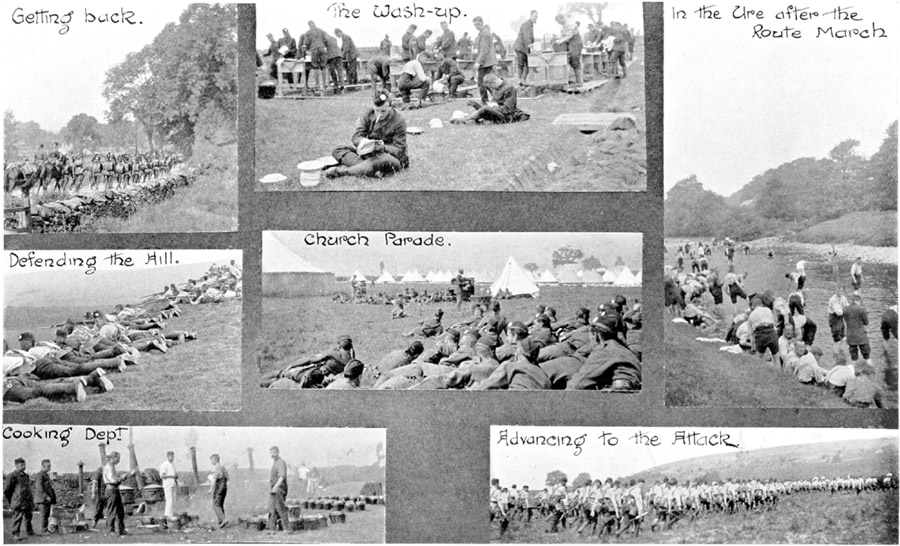 Getting back.
The Wash-up.
In the Ure after the
Route March
Defending the Hill.
Church Parade.
Cooking Dept
Advancing to the Attack